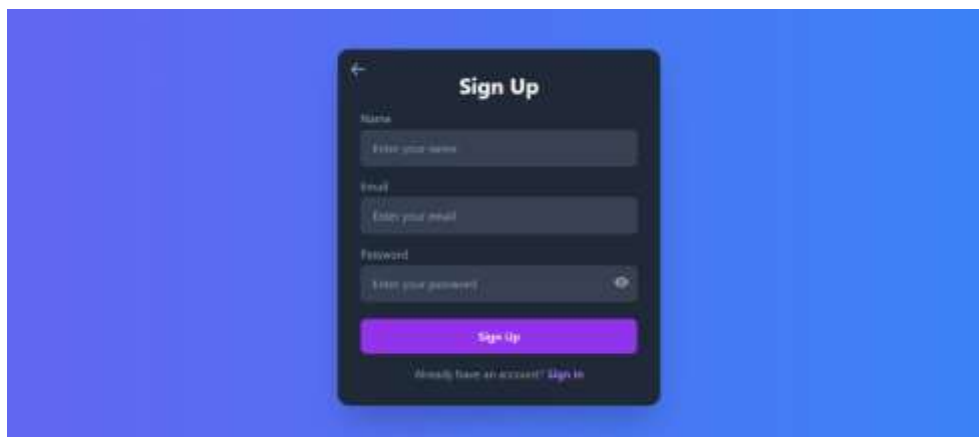 Sign Up
Name
Enter your name
Email
Enter your email
Password
Enter your password
Sign Up
Already have an account? Sign in